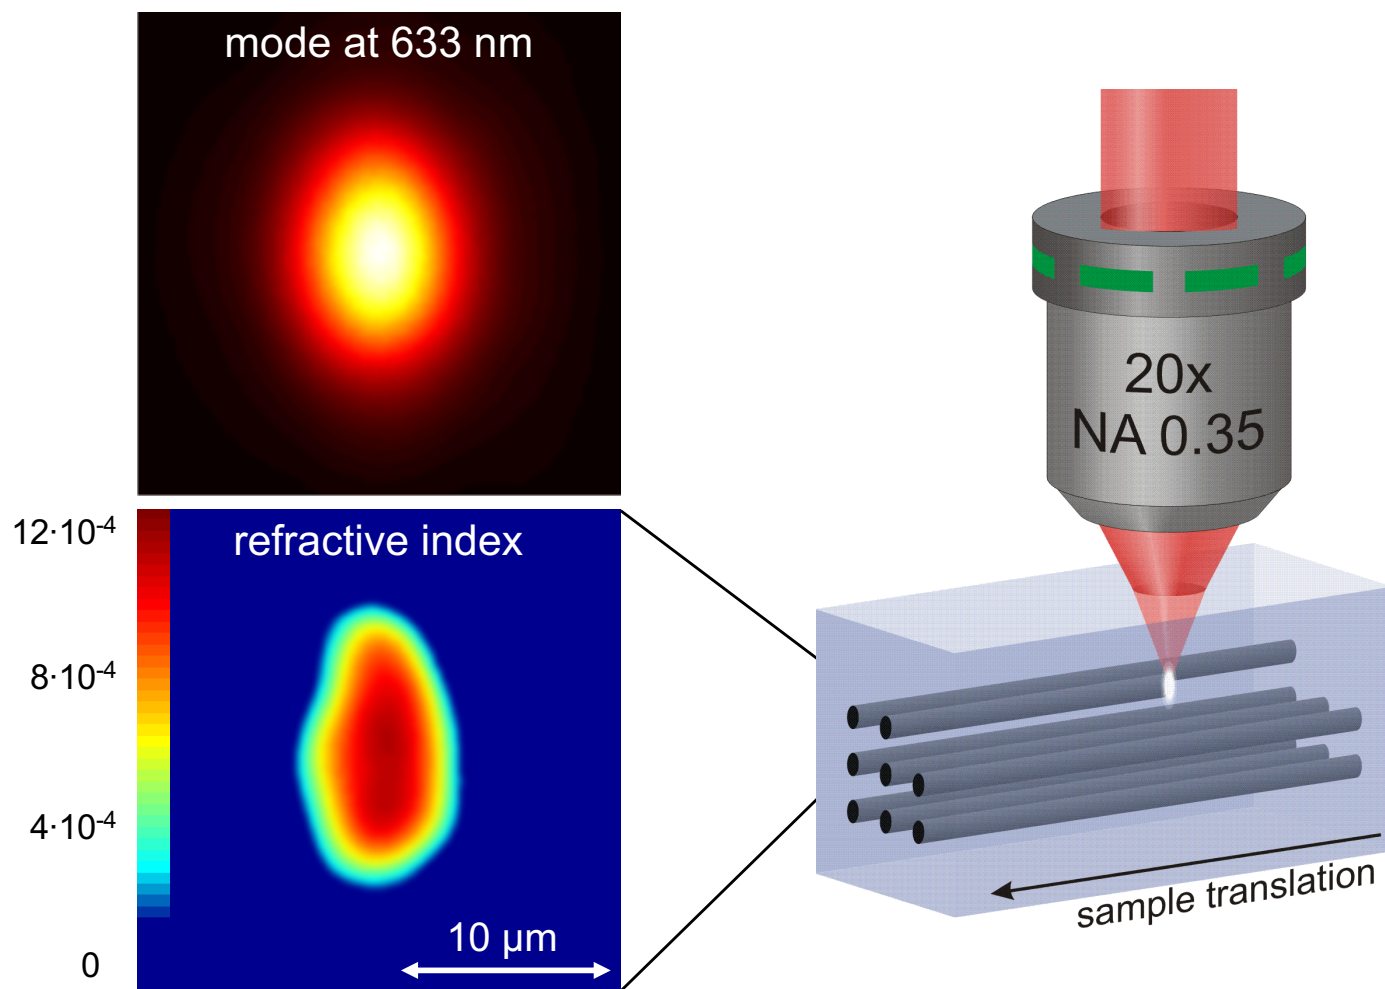 mode at 633 nm
12·10⁻⁴
refractive index
8·10⁻⁴
4·10⁻⁴
10 µm
0
20x
NA 0.35
sample translation